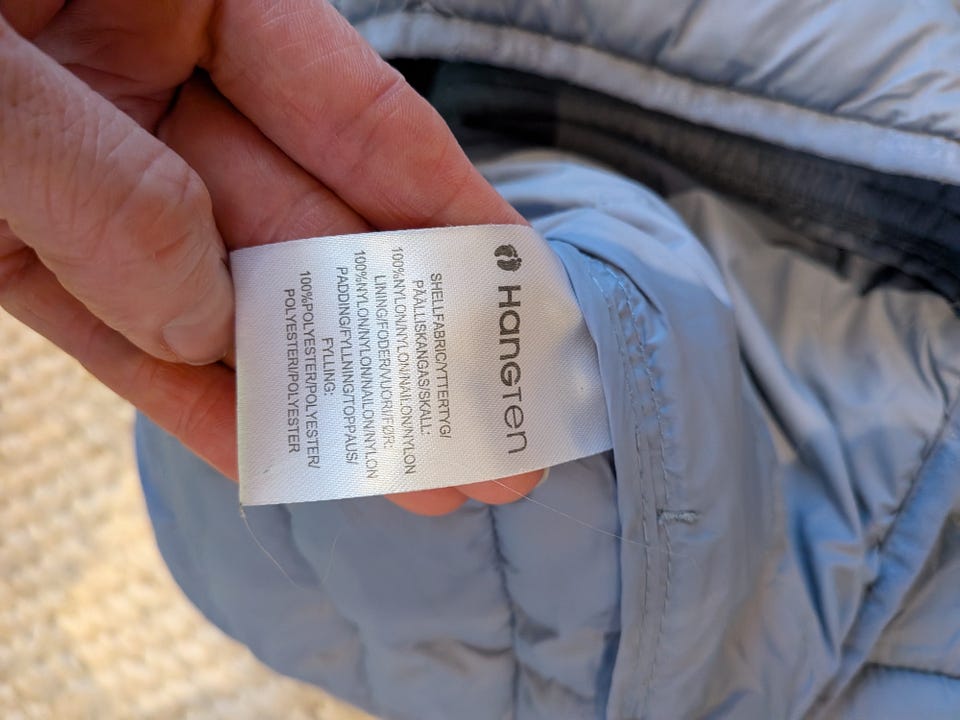 Hangten
SHELLFABRIC/YTTERTYG/
PÄÄLLISKANGAS/SKALL:
100%NYLON/NYLON/NAILON/NYLON
LINING/FODER/VUORI/FØR:
100%NYLON/NYLON/NAILON/NYLON
PADDING/FYLLNING/TOPPAUS/
FYLLING:
100%POLYESTER/POLYESTER/
POLYESTER/POLYESTER